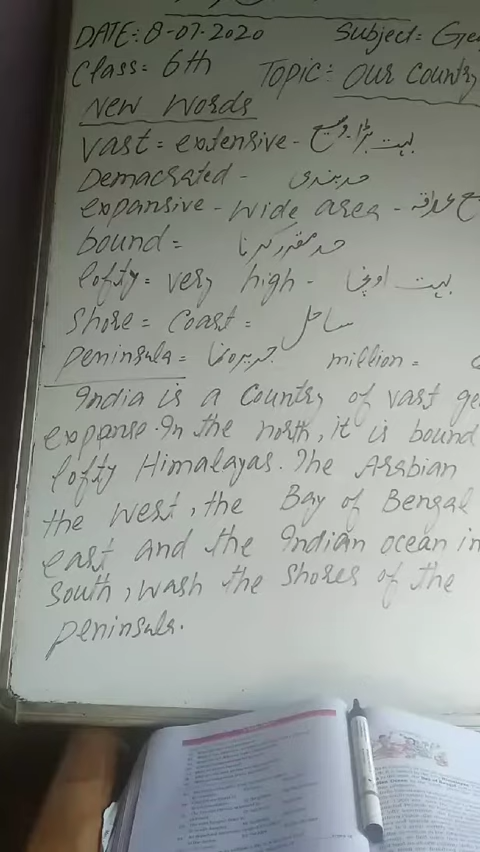 DATE: 8-07-2020 Subject: Ge
Class= 6th Topic: Our Country
New Words
Vast = extensive - بہت بڑا۔ وسیع
Demacrated - حد بندی
expansive - wide area -
bound = حد مقرر کرنا
lofty = very high - بہت اونچا
Shore = Coast = ساحل
peninsula = جزیرہ نما million =
India is a Country of vast ge
expanse. In the north, it is bound
lofty Himalayas. The Arabian
the west, the Bay of Bengal
east and the Indian ocean in
South, wash the shores of the
peninsula.